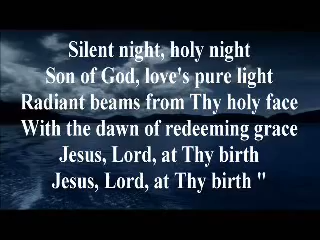 Silent night, holy night
Son of God, love's pure light
Radiant beams from Thy holy face
With the dawn of redeeming grace
Jesus, Lord, at Thy birth
Jesus, Lord, at Thy birth "